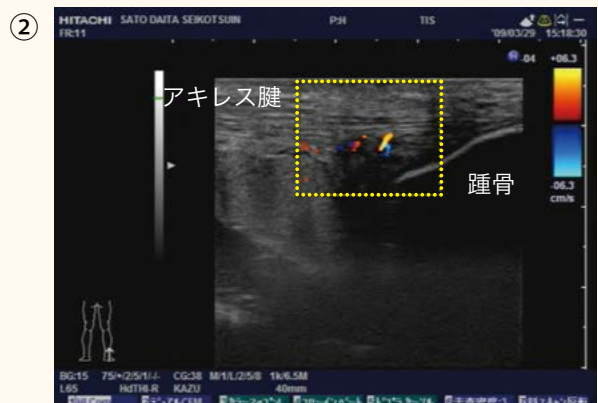 ②
HITACHI SATO DAITA SEIKOTSUIN P:H TIS
FR:11 '09/03/29 15:18:30
-04 +06.3
アキレス腱
踵骨
-06.3
cm/s
BG:15 75/+/2/5/1/-/- CG:38 M/1/L/2/5/8 1k/6.5M
L65 HdTHI-R KAZU 40mm